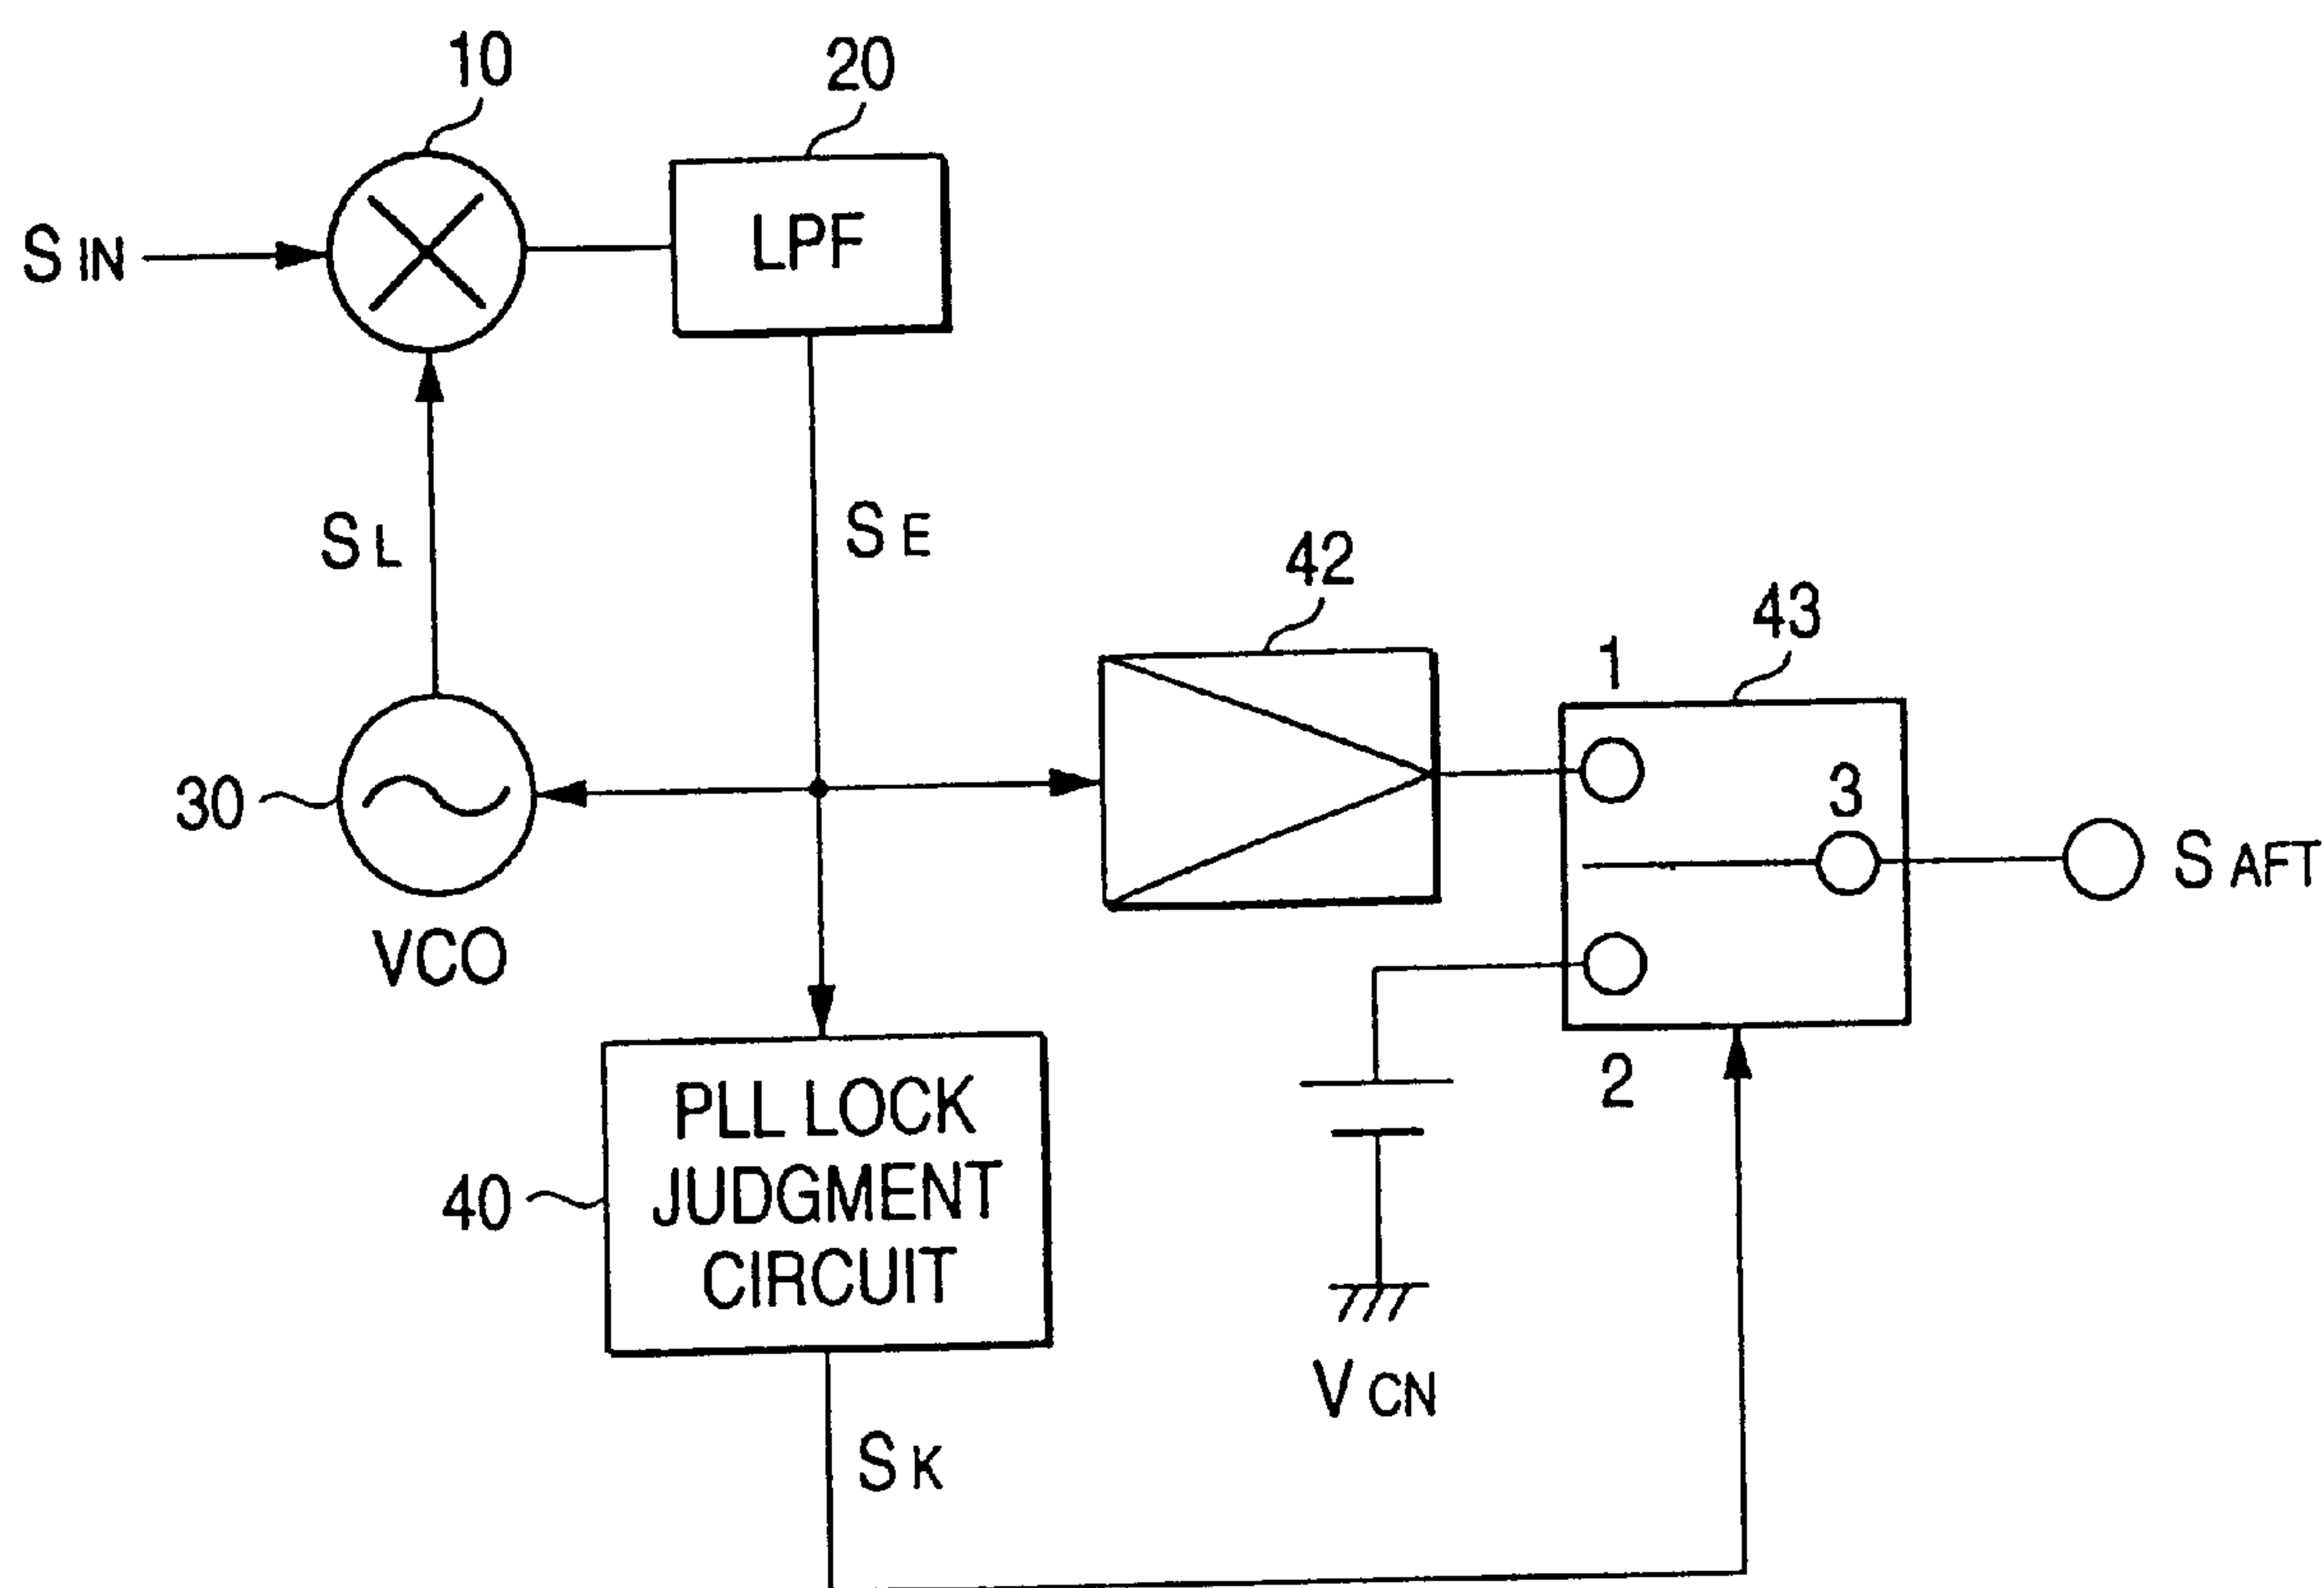 10
20
LPF
S IN
S L
S E
42
43
1
3
30
S AFT
VCO
2
PLL LOCK
JUDGMENT
CIRCUIT
40
V CN
S K